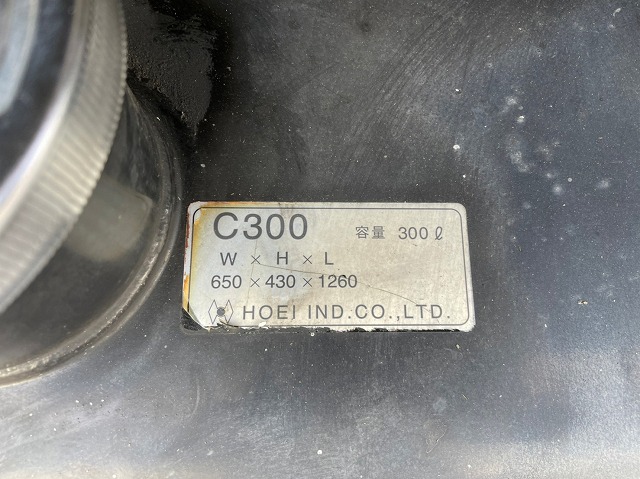 C300 容量 300ℓ
W × H × L
650 × 430 × 1260
HOEI IND.CO.,LTD.